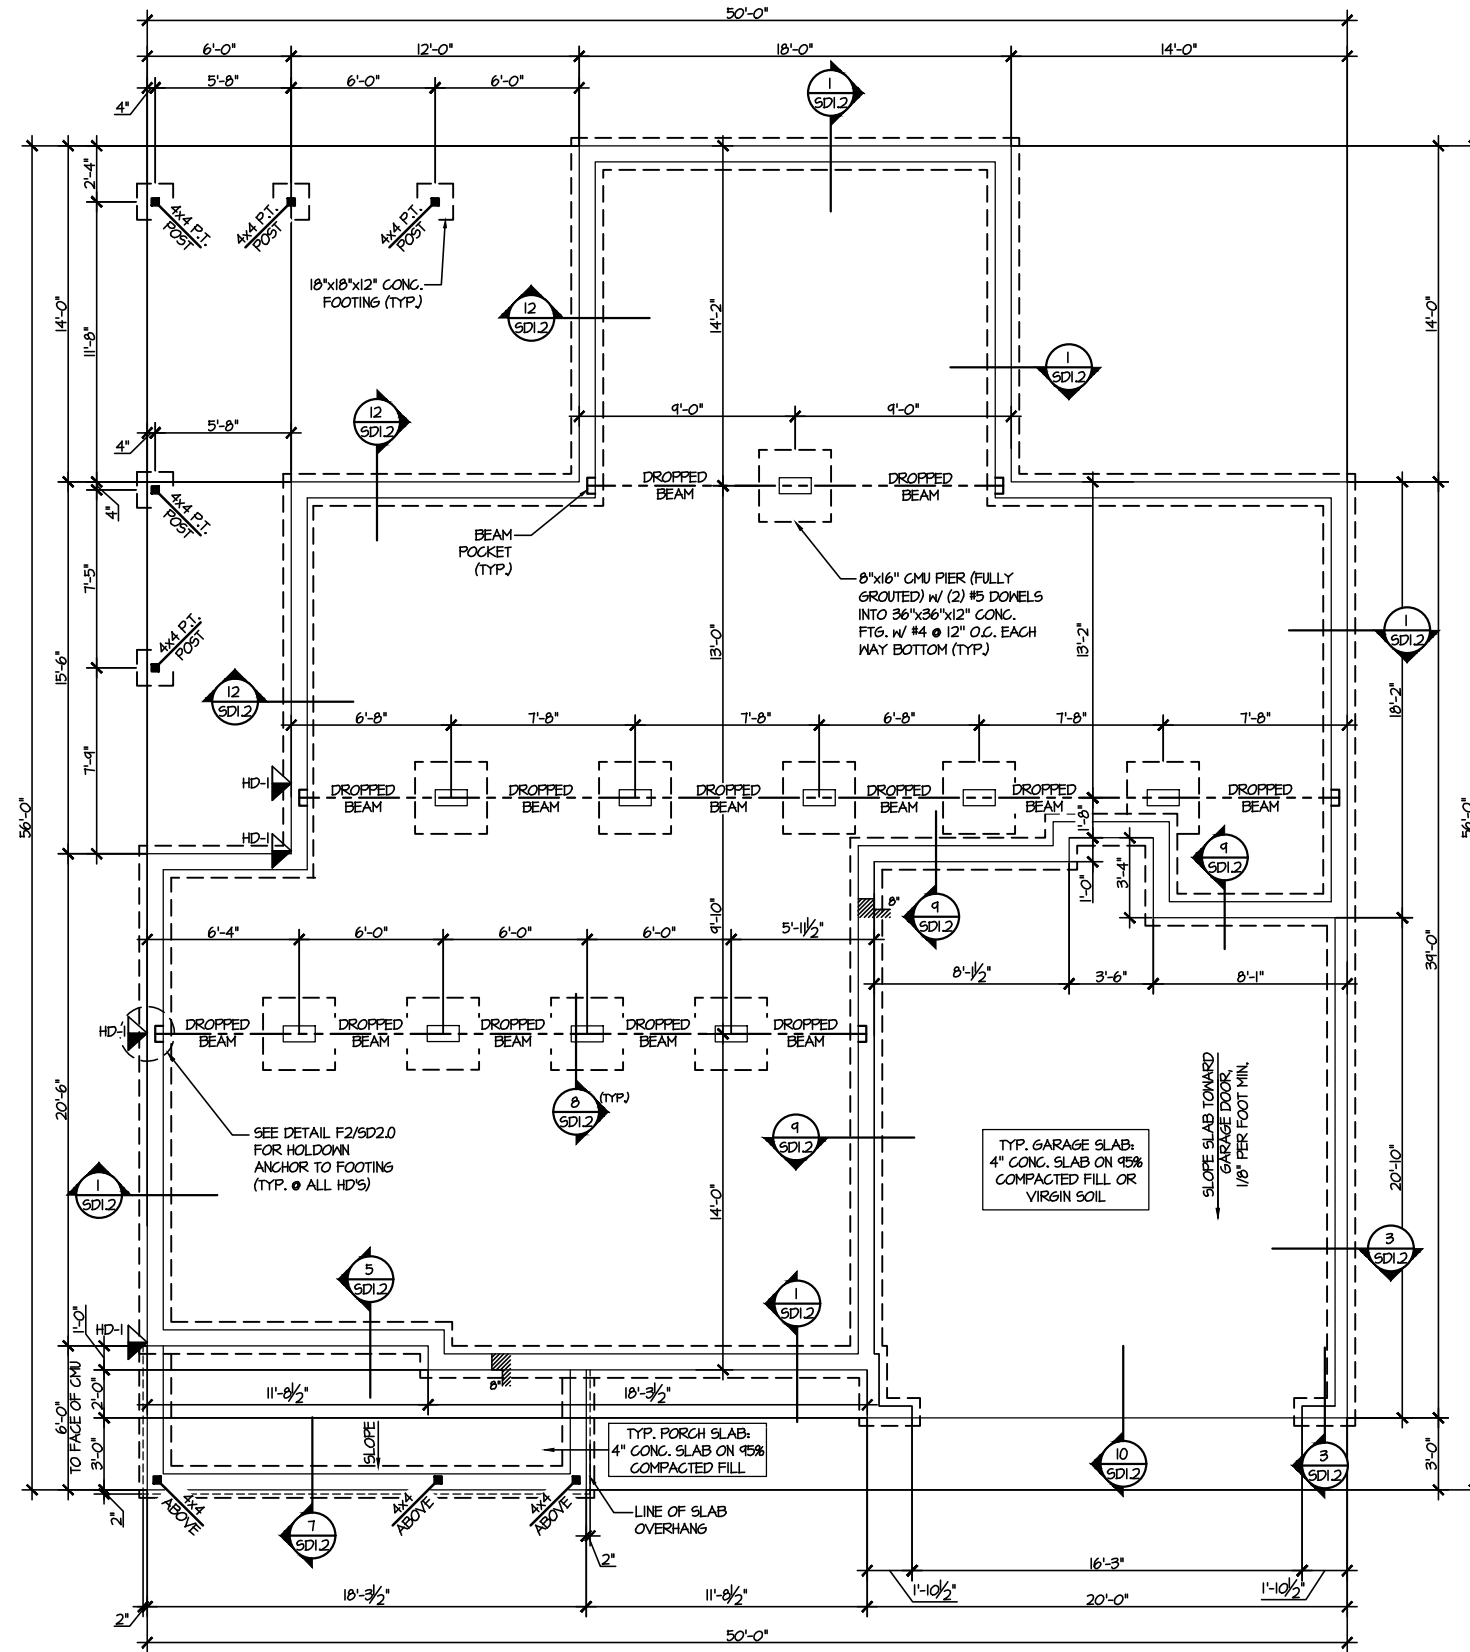 50'-0"
6'-0"
12'-0"
18'-0"
14'-0"
5'-8"
6'-0"
6'-0"
4"
1
SD1.2
2'-4"
4x4 P.T.
POST
4x4 P.T.
POST
4x4 P.T.
POST
18"x18"x12" CONC.
FOOTING (TYP.)
14'-0"
11'-8"
12
SD1.2
14'-2"
14'-0"
1
SD1.2
12
SD1.2
9'-0"
9'-0"
5'-8"
4"
DROPPED
BEAM
DROPPED
BEAM
4"
4x4 P.T.
POST
BEAM
POCKET
(TYP.)
8"x16" CMU PIER (FULLY
GROUTED) W/ (2) #5 DOWELS
INTO 36"x36"x12" CONC.
FTG. W/ #4 @ 12" O.C. EACH
WAY BOTTOM (TYP.)
7'-5"
4x4 P.T.
POST
13'-0"
13'-2"
1
SD1.2
15'-6"
12
SD1.2
18'-2"
6'-8"
7'-8"
7'-8"
6'-8"
7'-8"
7'-8"
7'-9"
HD-1
DROPPED
BEAM
DROPPED
BEAM
DROPPED
BEAM
DROPPED
BEAM
DROPPED
BEAM
DROPPED
BEAM
56'-0"
56'-0"
HD-1
1'-8"
9
SD1.2
3'-4"
1'-0"
8"
9
SD1.2
9'-10"
6'-4"
6'-0"
6'-0"
6'-0"
5'-11½"
39'-0"
8'-1½"
3'-6"
8'-1"
HD-1
DROPPED
BEAM
DROPPED
BEAM
DROPPED
BEAM
DROPPED
BEAM
DROPPED
BEAM
20'-6"
8
SD1.2
(TYP.)
SEE DETAIL F2/SD2.0
FOR HOLDOWN
ANCHOR TO FOOTING
(TYP. @ ALL HD'S)
9
SD1.2
TYP. GARAGE SLAB:
4" CONC. SLAB ON 95%
COMPACTED FILL OR
VIRGIN SOIL
SLOPE SLAB TOWARD
GARAGE DOOR,
1/8" PER FOOT MIN.
20'-10"
1
SD1.2
14'-0"
3
SD1.2
5
SD1.2
1
SD1.2
1'-0"
HD-1
8"
11'-8½"
18'-3½"
6'-0"
TO FACE OF CMU
2'-0"
3'-0"
SLOPE
TYP. PORCH SLAB:
4" CONC. SLAB ON 95%
COMPACTED FILL
10
SD1.2
3
SD1.2
3'-0"
2"
4x4
ABOVE
4x4
ABOVE
4x4
ABOVE
LINE OF SLAB
OVERHANG
7
SD1.2
2"
16'-3"
1'-10½"
1'-10½"
2"
18'-3½"
11'-8½"
20'-0"
50'-0"